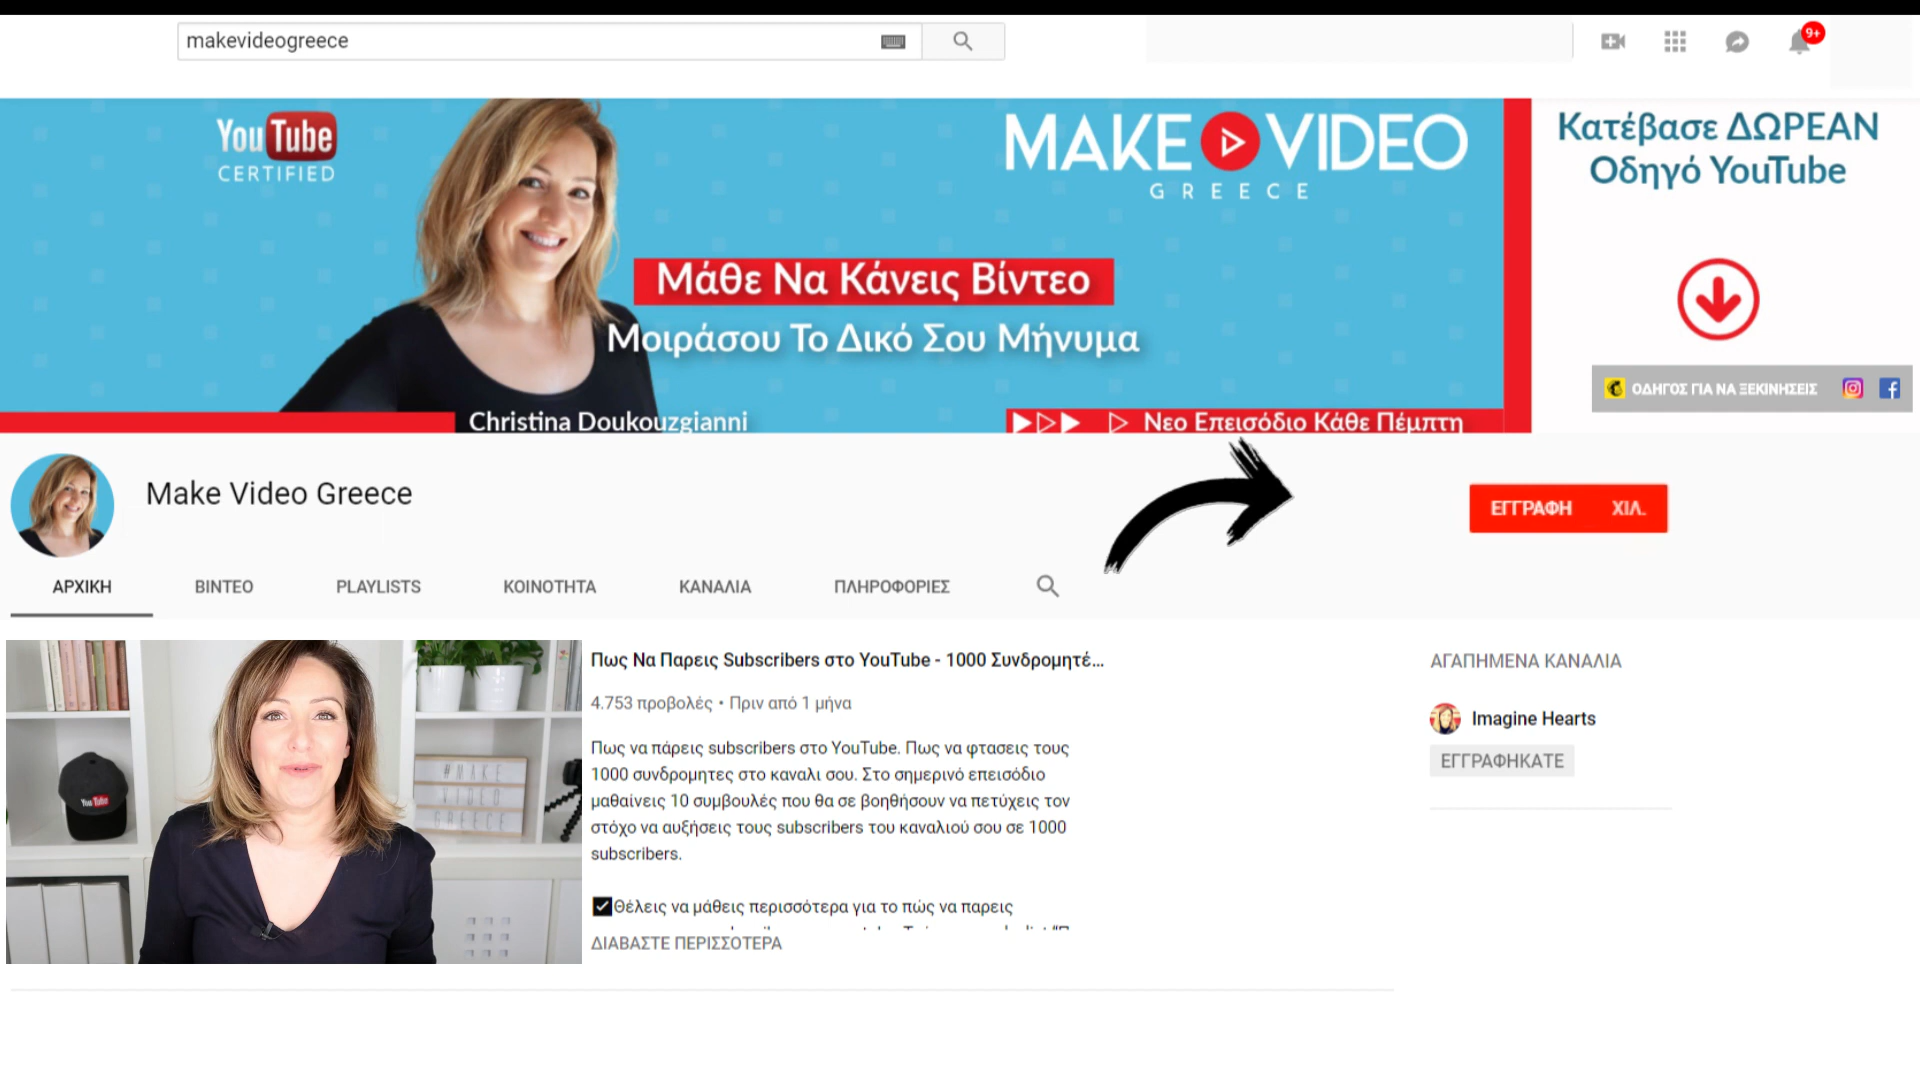 makevideogreece
9+
YouTube
CERTIFIED
MAKE VIDEO
GREECE
Μάθε Να Κάνεις Βίντεο
Μοιράσου Το Δικό Σου Μήνυμα
Christina Doukouzgianni
Νεο Επεισόδιο Κάθε Πέμπτη
Κατέβασε ΔΩΡΕΑΝ
Οδηγό YouTube
ΟΔΗΓΟΣ ΓΙΑ ΝΑ ΞΕΚΙΝΗΣΕΙΣ
Make Video Greece
ΕΓΓΡΑΦΗ ΧΙΛ.
ΑΡΧΙΚΗ ΒΙΝΤΕΟ PLAYLISTS ΚΟΙΝΟΤΗΤΑ ΚΑΝΑΛΙΑ ΠΛΗΡΟΦΟΡΙΕΣ
You Tube
#MAKE
VIDEO
GREECE
Πως Να Παρεις Subscribers στο YouTube - 1000 Συνδρομητέ...
4.753 προβολές • Πριν από 1 μήνα
Πως να πάρεις subscribers στο YouTube. Πως να φτασεις τους
1000 συνδρομητες στο καναλι σου. Στο σημερινό επεισόδιο
μαθαίνεις 10 συμβουλές που θα σε βοηθήσουν να πετύχεις τον
στόχο να αυξήσεις τους subscribers του καναλιού σου σε 1000
subscribers.
Θέλεις να μάθεις περισσότερα για το πώς να παρεις
ΔΙΑΒΑΣΤΕ ΠΕΡΙΣΣΟΤΕΡΑ
ΑΓΑΠΗΜΕΝΑ ΚΑΝΑΛΙΑ
Imagine Hearts
ΕΓΓΡΑΦΗΚΑΤΕ